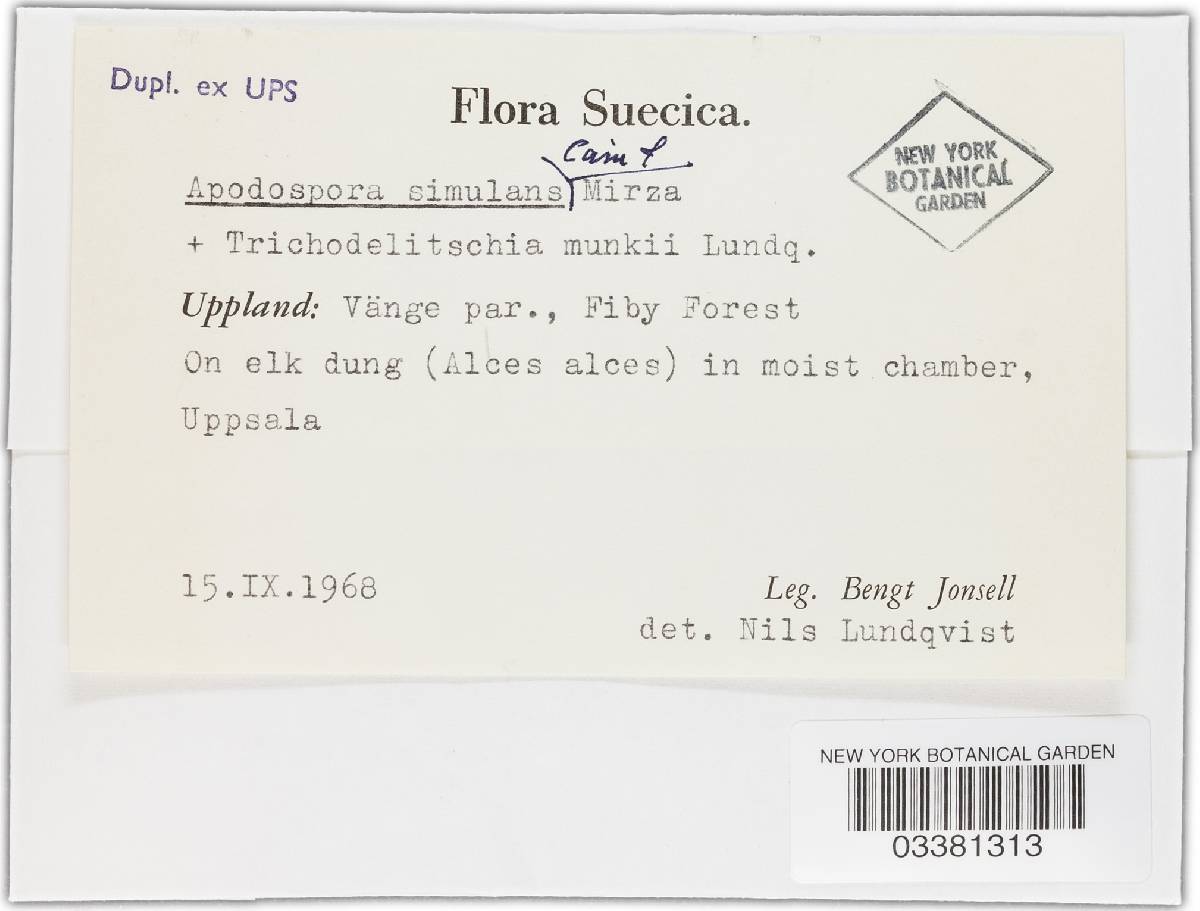 Dupl. ex UPS
Flora Suecica.
NEW YORK
BOTANICAL
GARDEN
Cain &
Apodospora simulans Mirza
+ Trichodelitschia munkii Lundq.
Uppland: Vänge par., Fiby Forest
On elk dung (Alces alces) in moist chamber,
Uppsala
15.IX.1968
Leg. Bengt Jonsell
det. Nils Lundqvist
NEW YORK BOTANICAL GARDEN
03381313